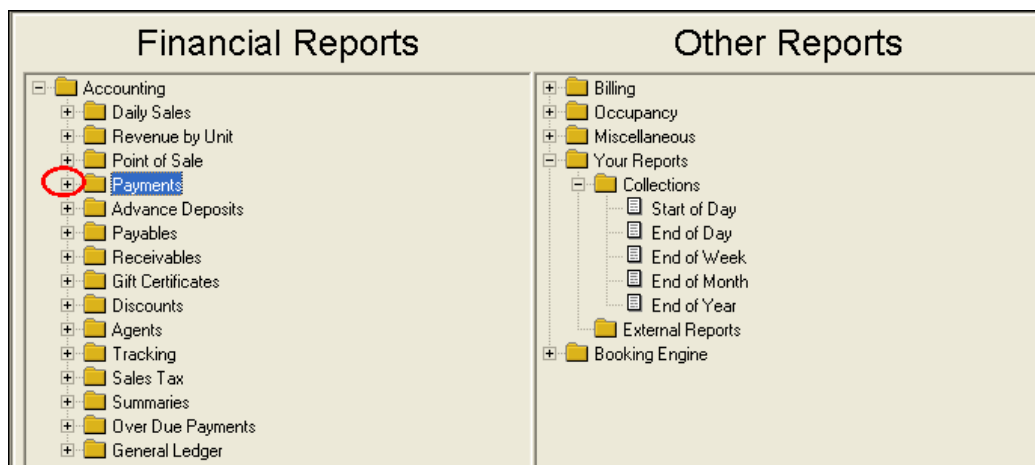 Financial Reports
Accounting
Daily Sales
Revenue by Unit
Point of Sale
Payments
Advance Deposits
Payables
Receivables
Gift Certificates
Discounts
Agents
Tracking
Sales Tax
Summaries
Over Due Payments
General Ledger
Other Reports
Billing
Occupancy
Miscellaneous
Your Reports
Collections
Start of Day
End of Day
End of Week
End of Month
End of Year
External Reports
Booking Engine